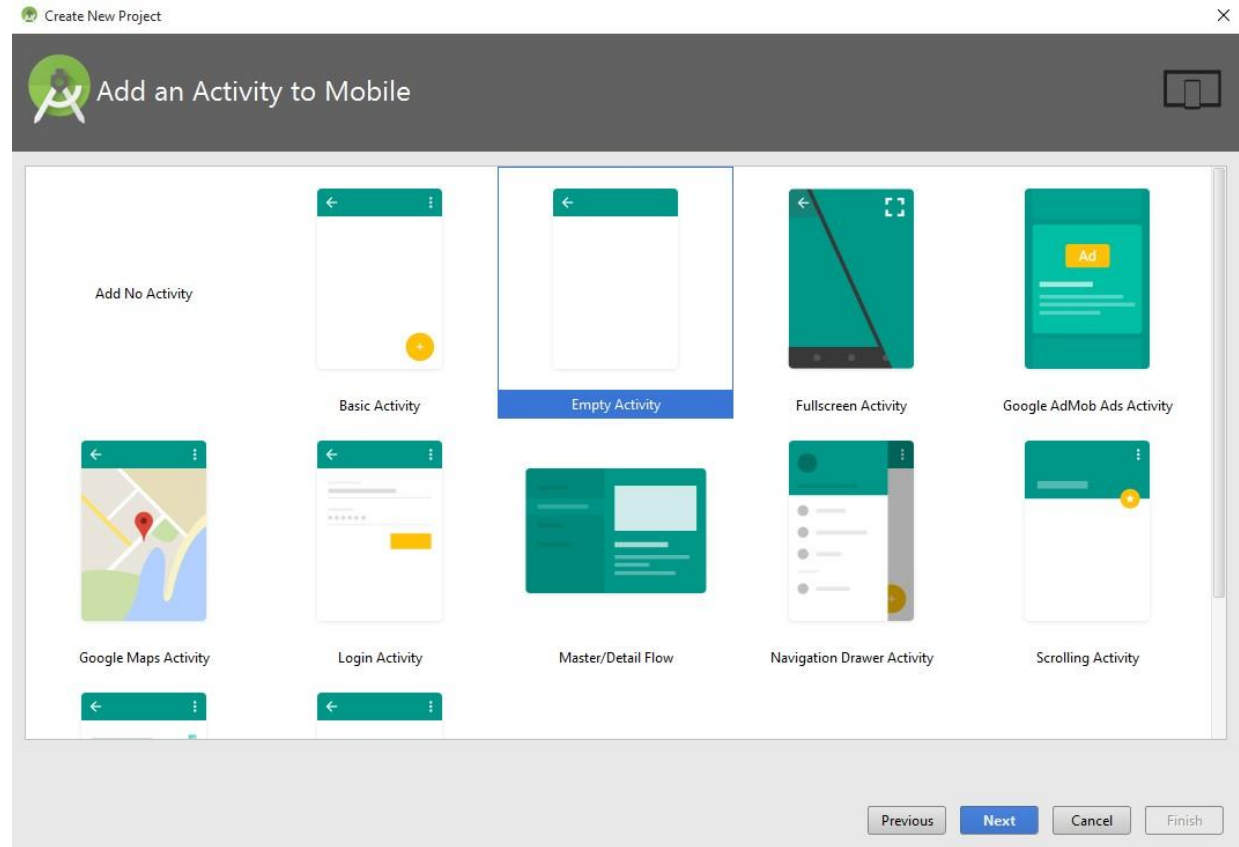 Create New Project
Add an Activity to Mobile
Add No Activity
Basic Activity
Empty Activity
Fullscreen Activity
Ad
Google AdMob Ads Activity
Google Maps Activity
Login Activity
Master/Detail Flow
Navigation Drawer Activity
Scrolling Activity
Previous
Next
Cancel
Finish